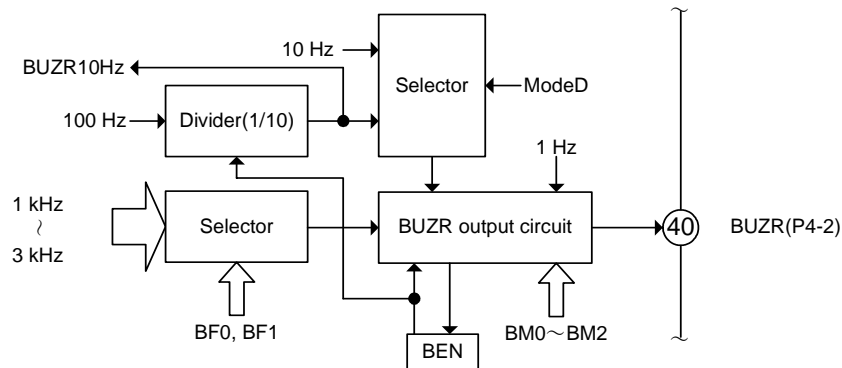 10 Hz
BUZR10Hz
Selector
ModeD
100 Hz
Divider(1/10)
1 Hz
1 kHz
～
3 kHz
Selector
BUZR output circuit
40
BUZR(P4-2)
BF0, BF1
BEN
BM0～BM2